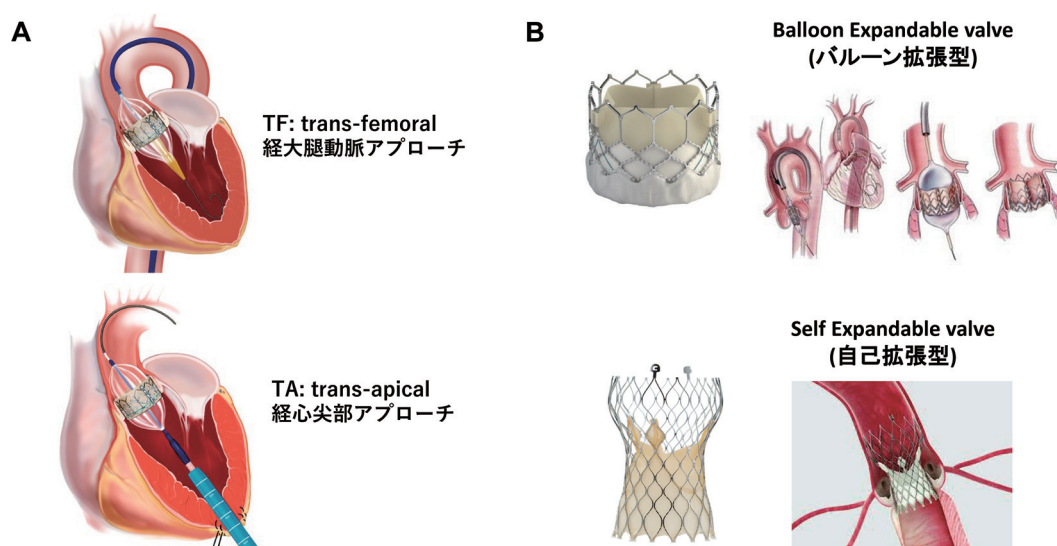 A
TF: trans-femoral
経大腿動脈アプローチ
TA: trans-apical
経心尖部アプローチ
B
Balloon Expandable valve
(バルーン拡張型)
Self Expandable valve
(自己拡張型)